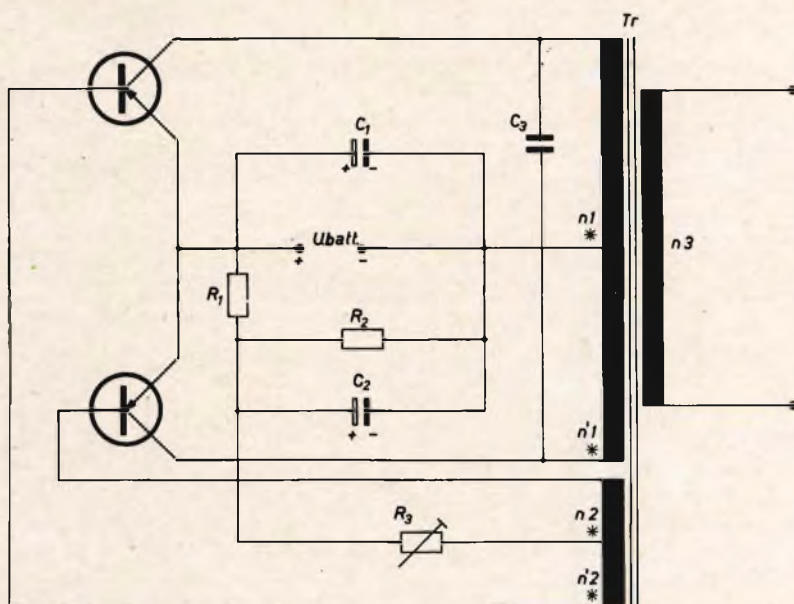 Tr
C1
+ -
C3
n1
*
Ubatt.
+ -
n3
R1
R2
C2
+ -
n'1
*
R3
n2
*
n'2
*